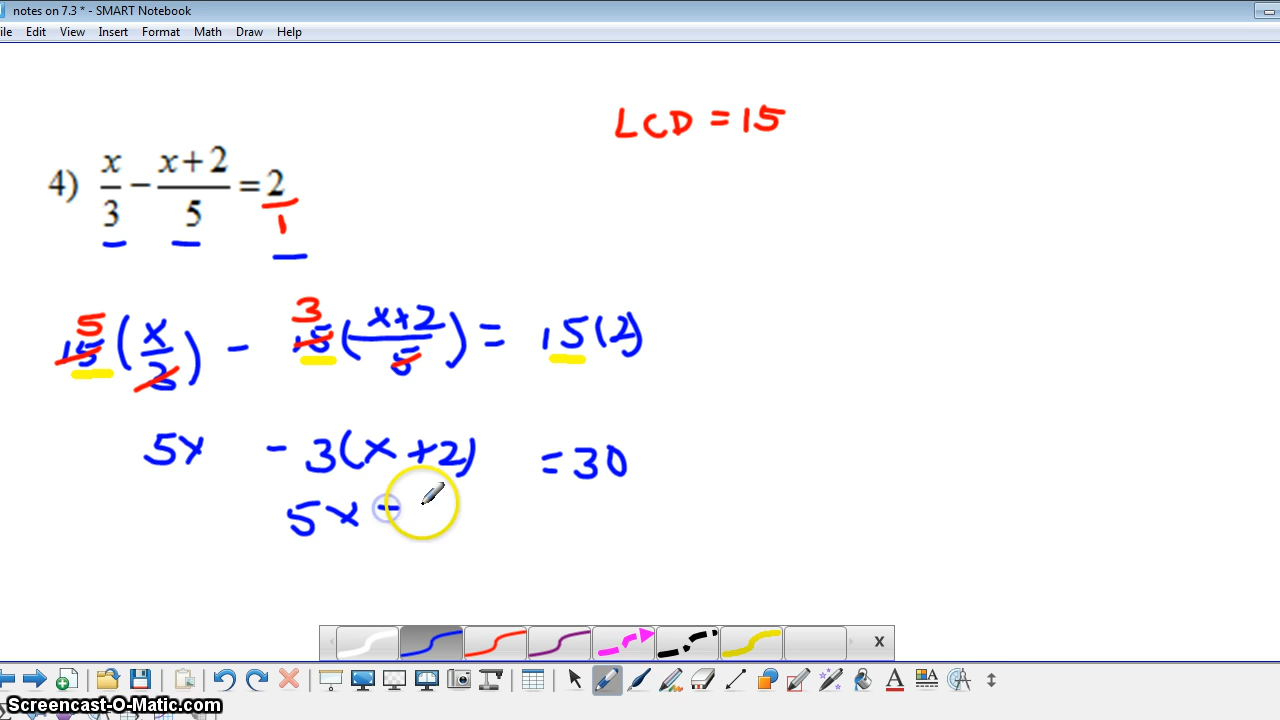 notes on 7.3 * - SMART Notebook
ile Edit View Insert Format Math Draw Help
LCD = 15
4) x/3 - (x+2)/5 = 2/1
5 3
15(x/3) - 15(x+2/5) = 15(2)
5x - 3(x+2) = 30
5x -
x
A
Screencast-O-Matic.com